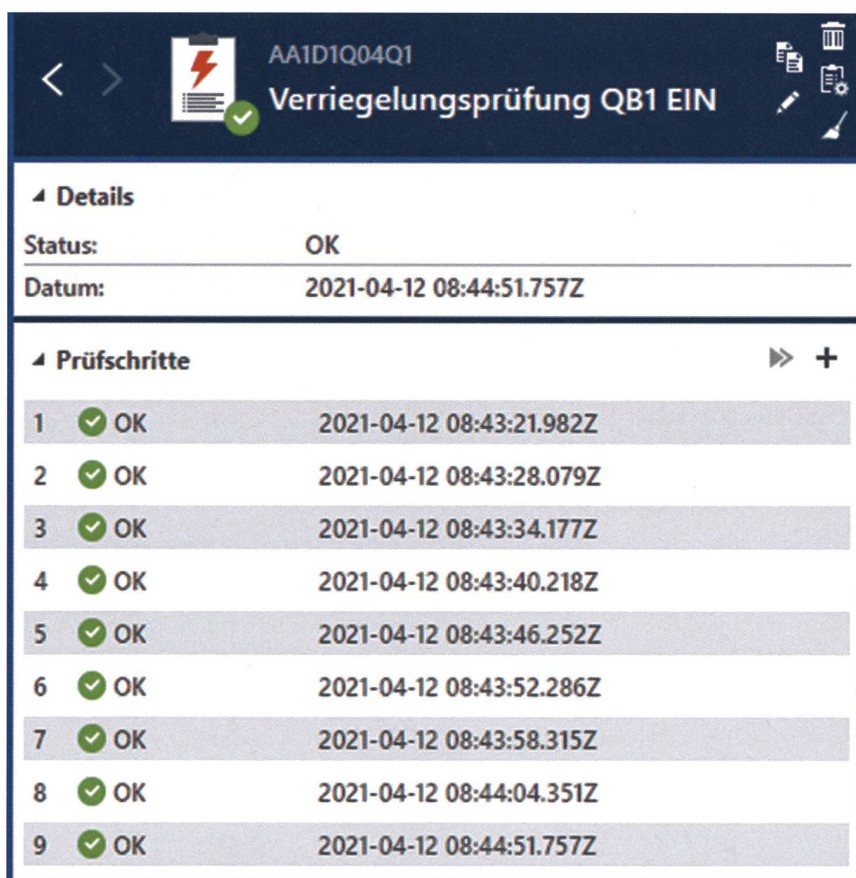 AA1D1Q04Q1
Verriegelungsprüfung QB1 EIN
Details
Status: OK
Datum: 2021-04-12 08:44:51.757Z
Prüfschritte
1 OK 2021-04-12 08:43:21.982Z
2 OK 2021-04-12 08:43:28.079Z
3 OK 2021-04-12 08:43:34.177Z
4 OK 2021-04-12 08:43:40.218Z
5 OK 2021-04-12 08:43:46.252Z
6 OK 2021-04-12 08:43:52.286Z
7 OK 2021-04-12 08:43:58.315Z
8 OK 2021-04-12 08:44:04.351Z
9 OK 2021-04-12 08:44:51.757Z